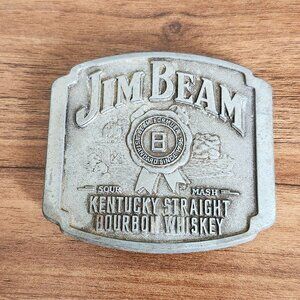 JIM BEAM
B
SOUR MASH
KENTUCKY STRAIGHT
BOURBON WHISKEY